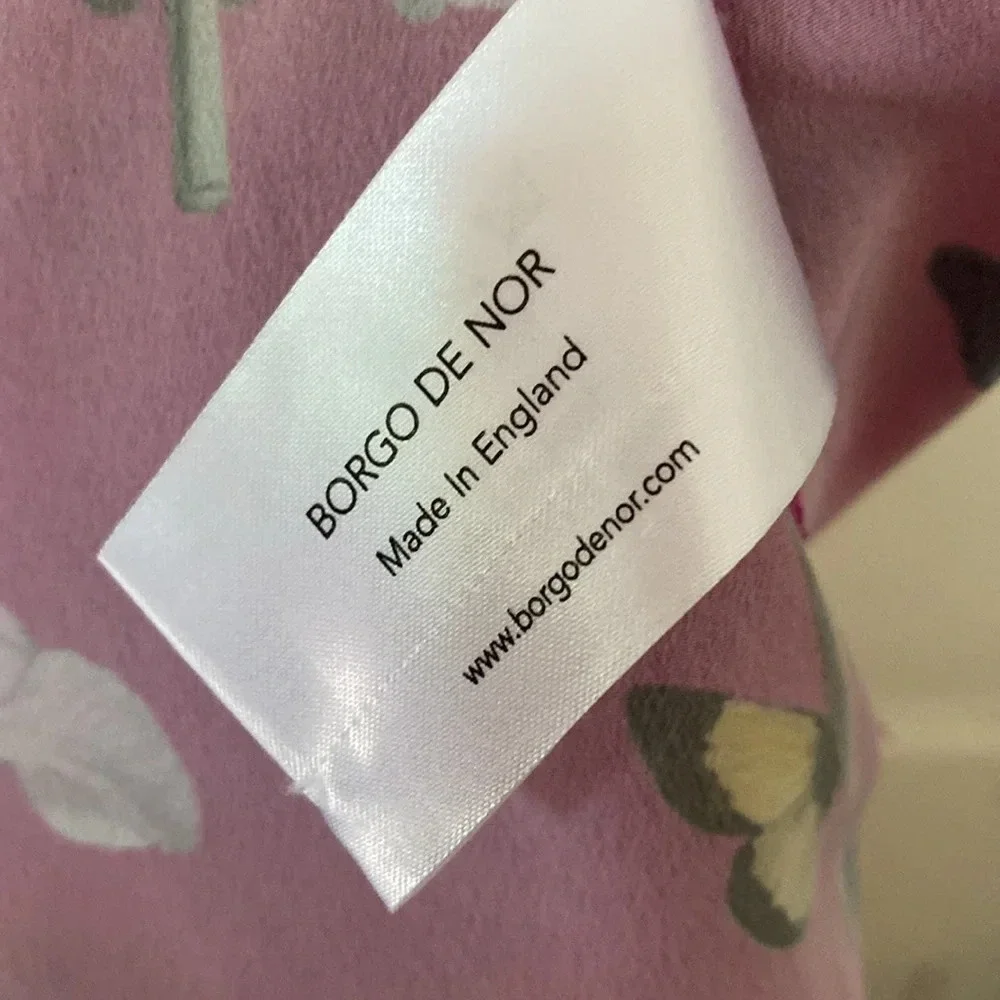 BORGO DE NOR
Made In England
www.borgodenor.com